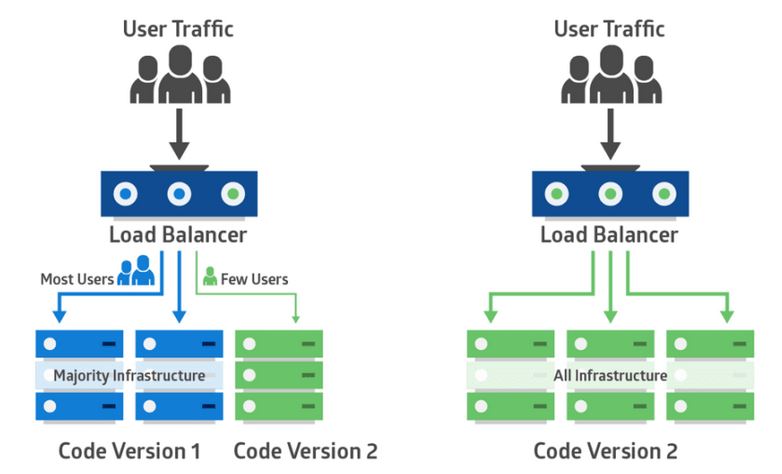 User Traffic
Load Balancer
Most Users
Few Users
Majority Infrastructure
Code Version 1
Code Version 2
User Traffic
Load Balancer
All Infrastructure
Code Version 2